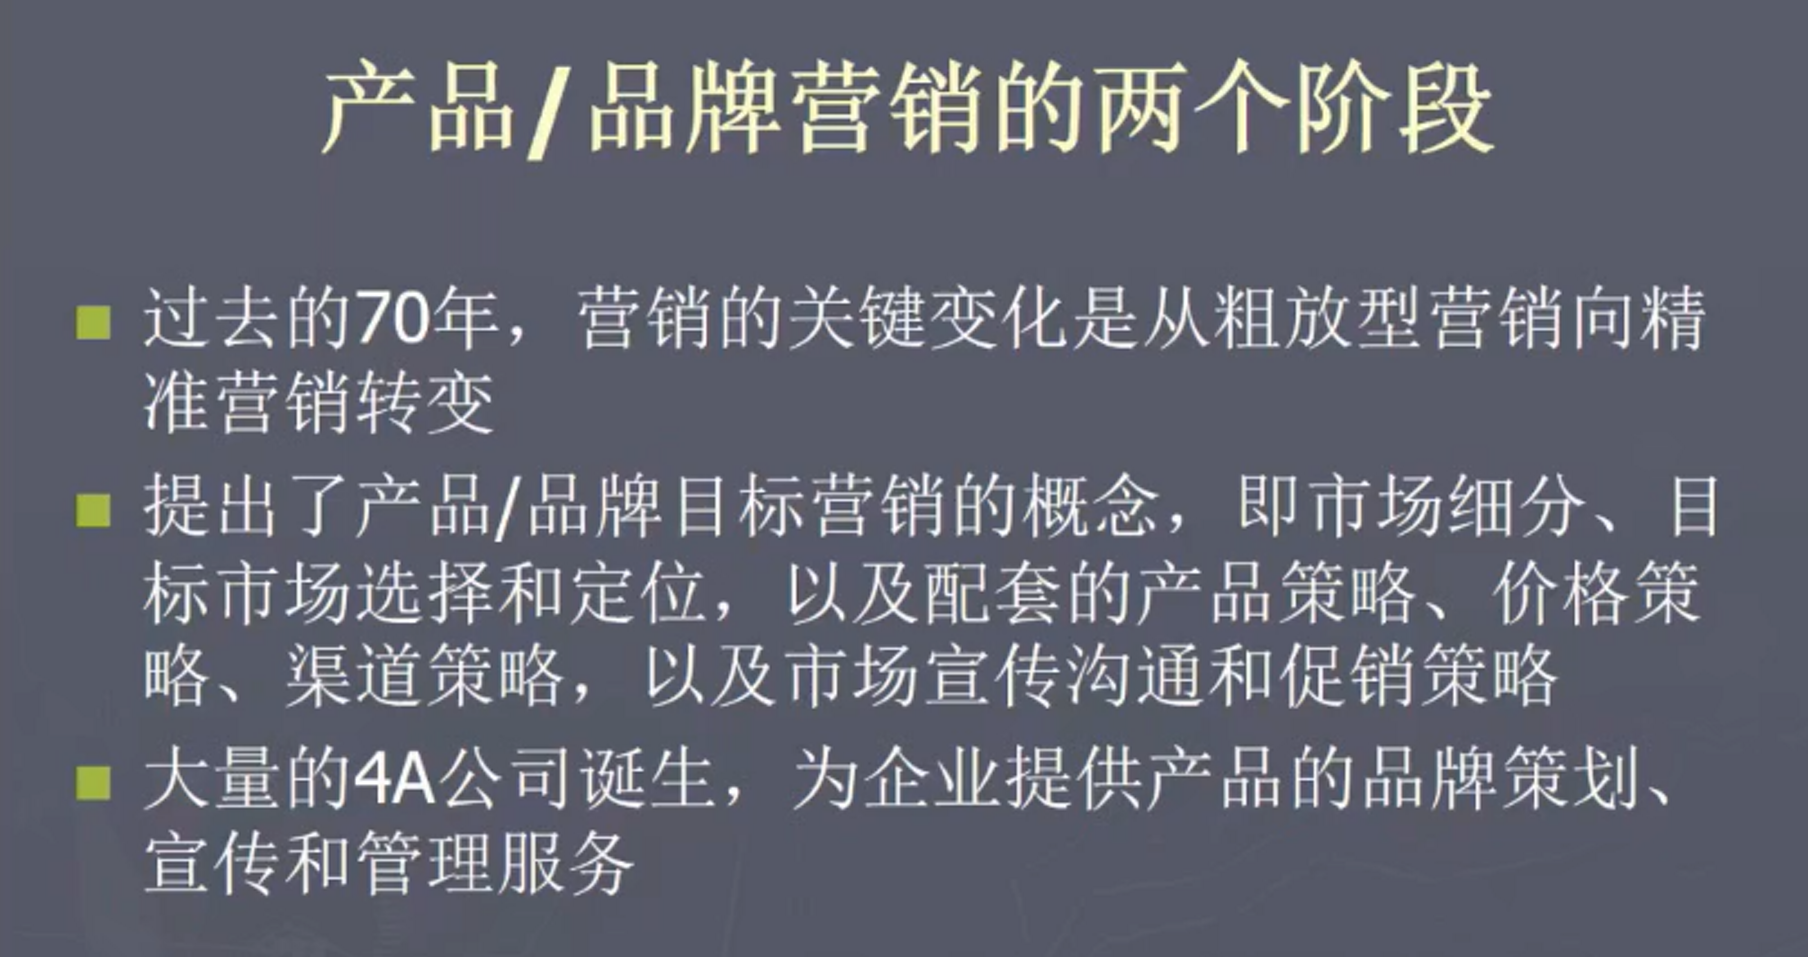 产品/品牌营销的两个阶段
过去的70年，营销的关键变化是从粗放型营销向精
准营销转变
提出了产品/品牌目标营销的概念，即市场细分、目
标市场选择和定位，以及配套的产品策略、价格策
略、渠道策略，以及市场宣传沟通和促销策略
大量的4A公司诞生，为企业提供产品的品牌策划、
宣传和管理服务